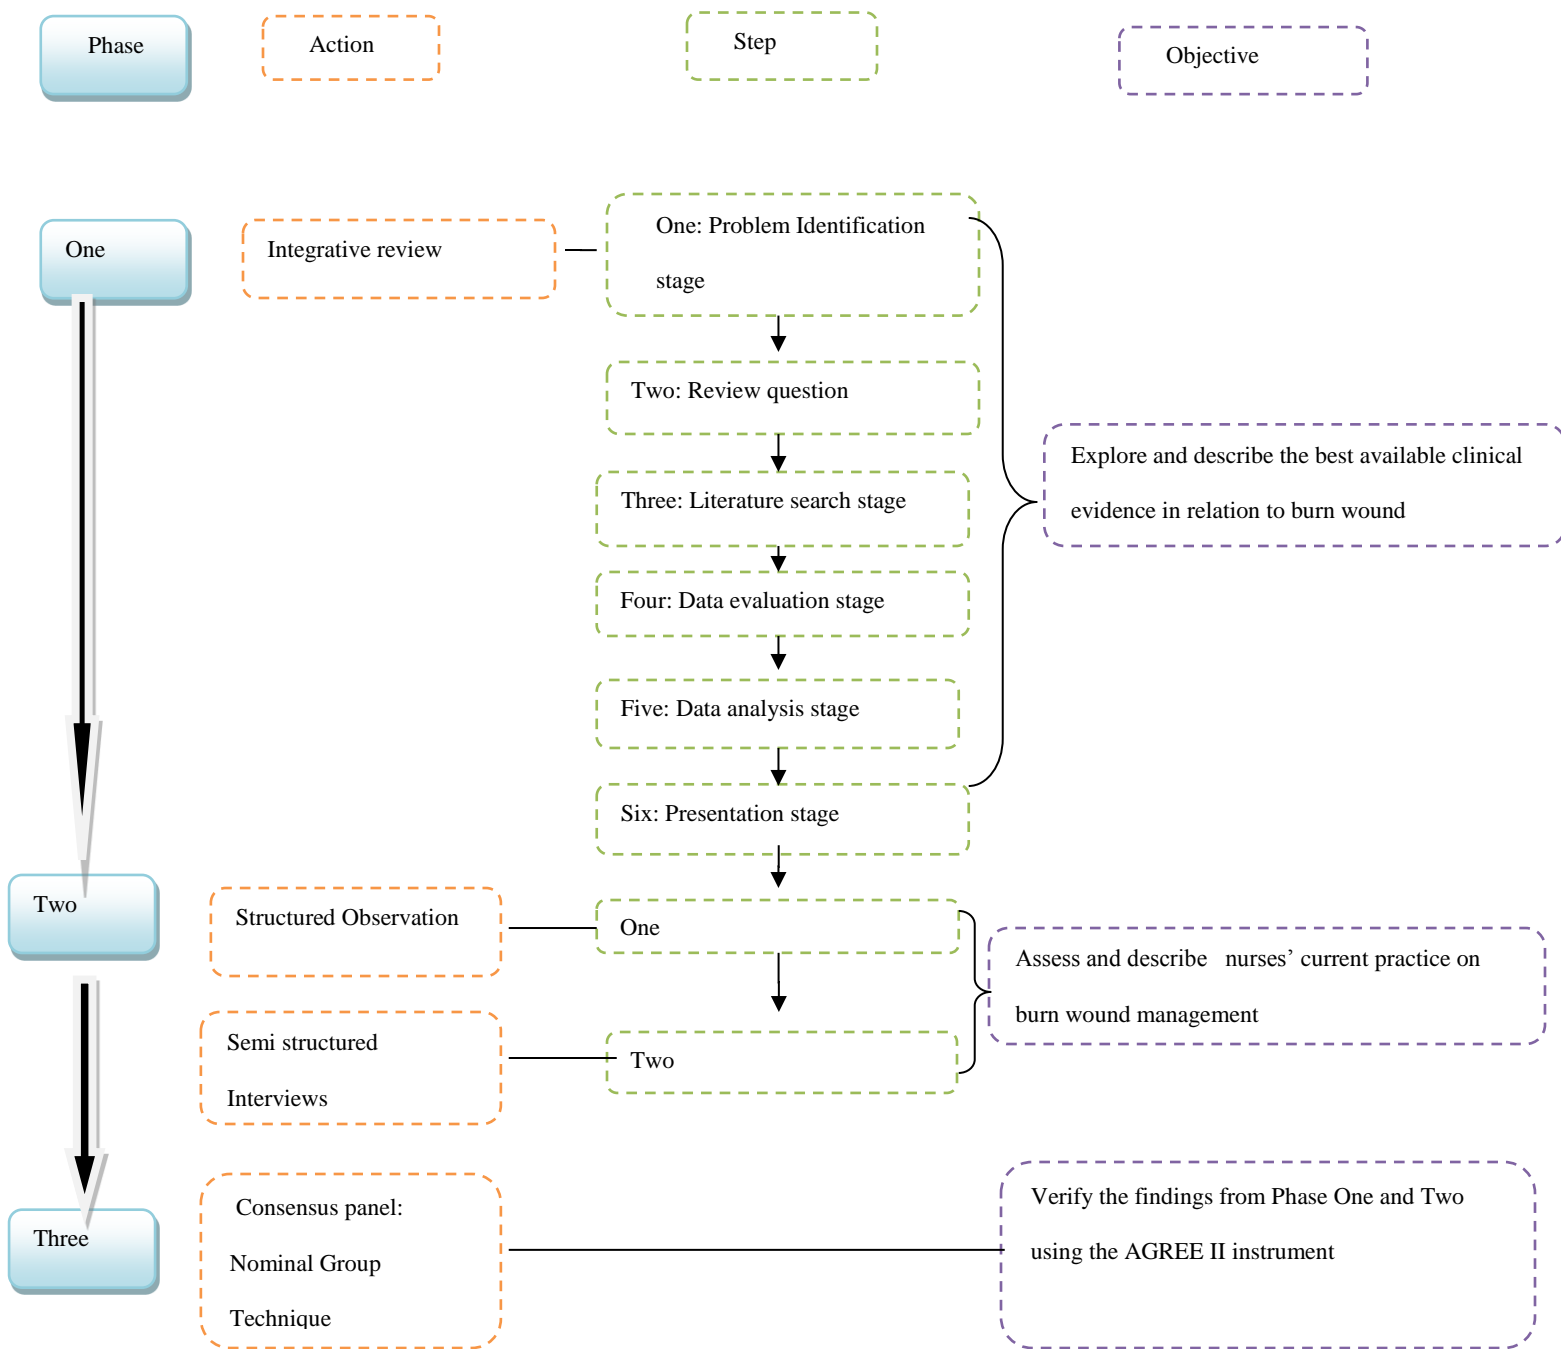 Phase
Action
Step
Objective
One
Integrative review
One: Problem Identification
stage
Two: Review question
Three: Literature search stage
Four: Data evaluation stage
Five: Data analysis stage
Six: Presentation stage
Explore and describe the best available clinical
evidence in relation to burn wound
Two
Structured Observation
One
Semi structured
Interviews
Two
Assess and describe nurses’ current practice on
burn wound management
Three
Consensus panel:
Nominal Group
Technique
Verify the findings from Phase One and Two
using the AGREE II instrument